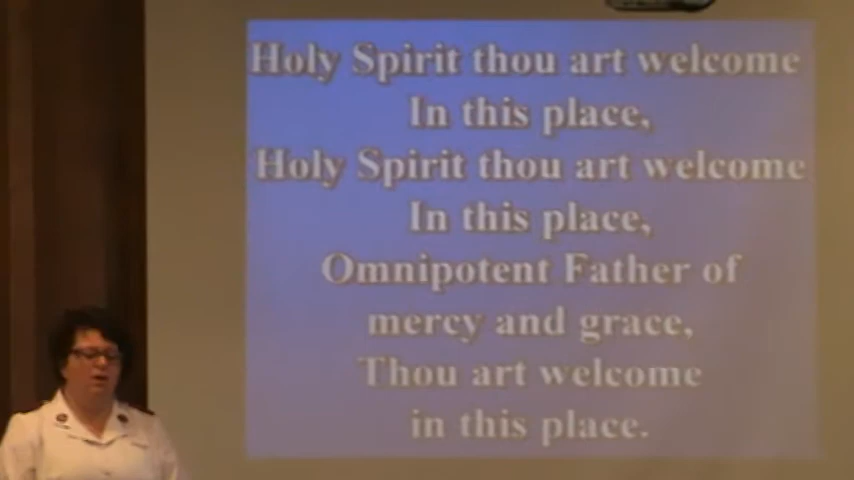 Holy Spirit thou art welcome
In this place,
Holy Spirit thou art welcome
In this place,
Omnipotent Father of
mercy and grace,
Thou art welcome
in this place.